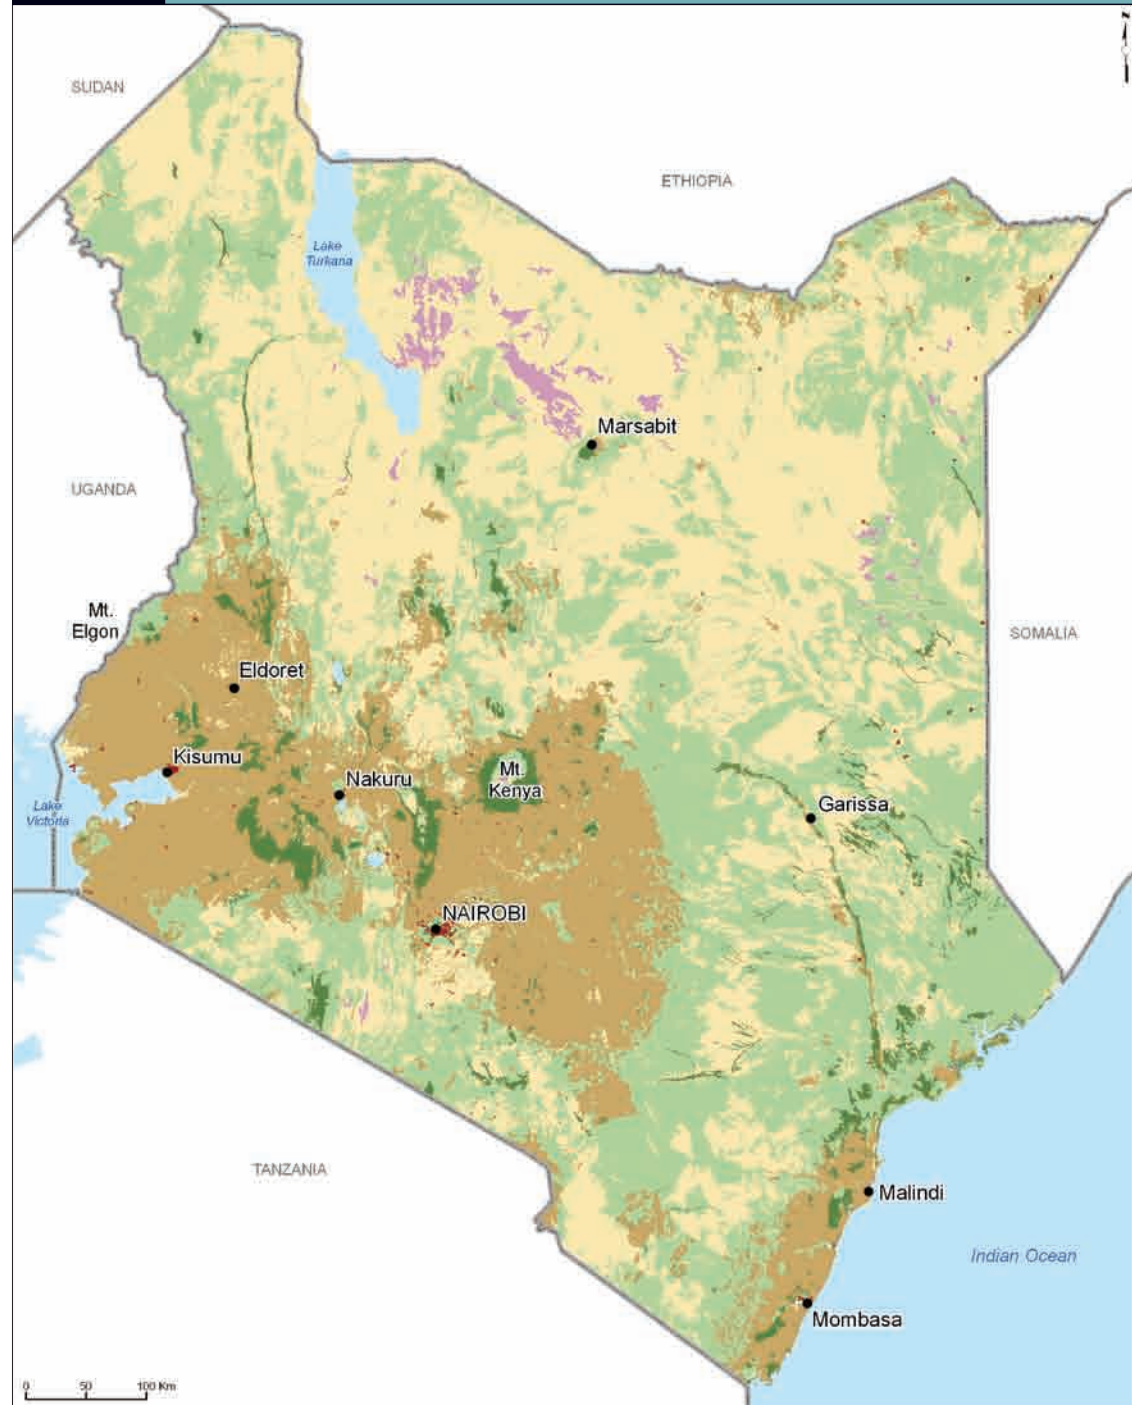 N
SUDAN
ETHIOPIA
Lake
Turkana
Marsabit
UGANDA
Mt.
Elgon
SOMALIA
Eldoret
Kisumu
Mt.
Kenya
Nakuru
Lake
Victoria
Garissa
NAIROBI
TANZANIA
Malindi
Indian Ocean
Mombasa
0 50 100 Km